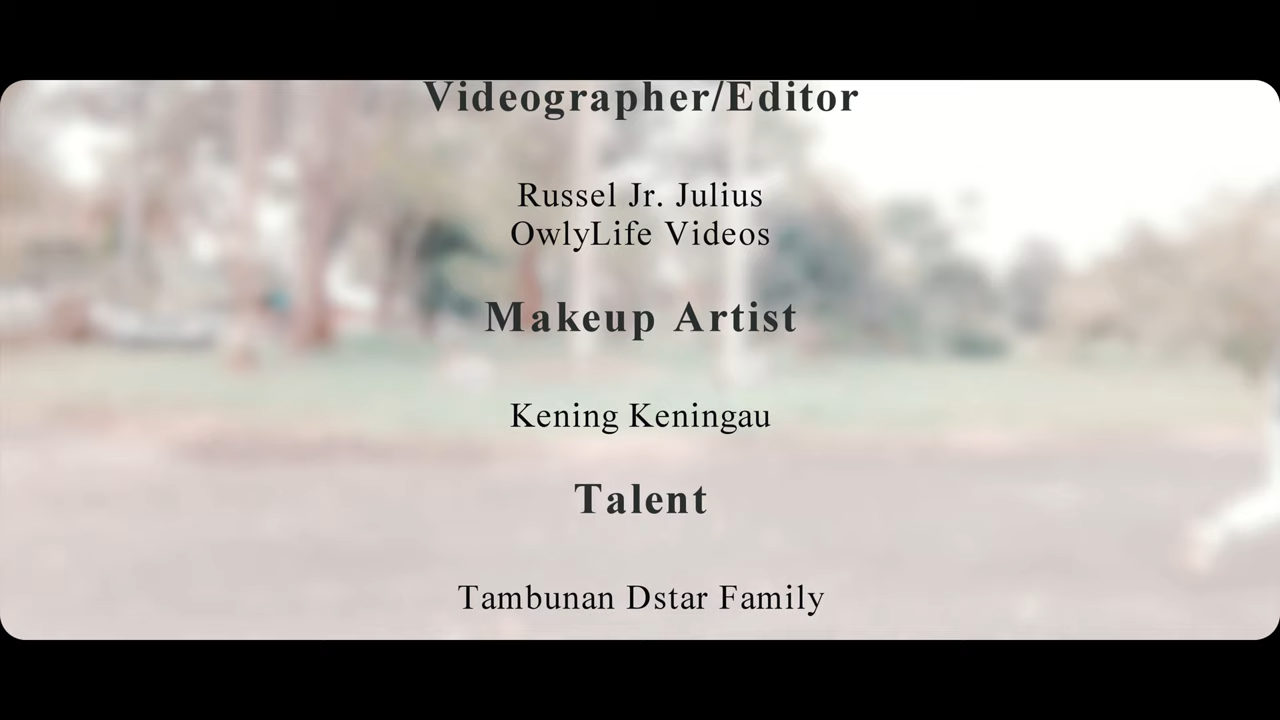 Videographer/Editor
Russel Jr. Julius
OwlyLife Videos
Makeup Artist
Kening Keningau
Talent
Tambunan Dstar Family